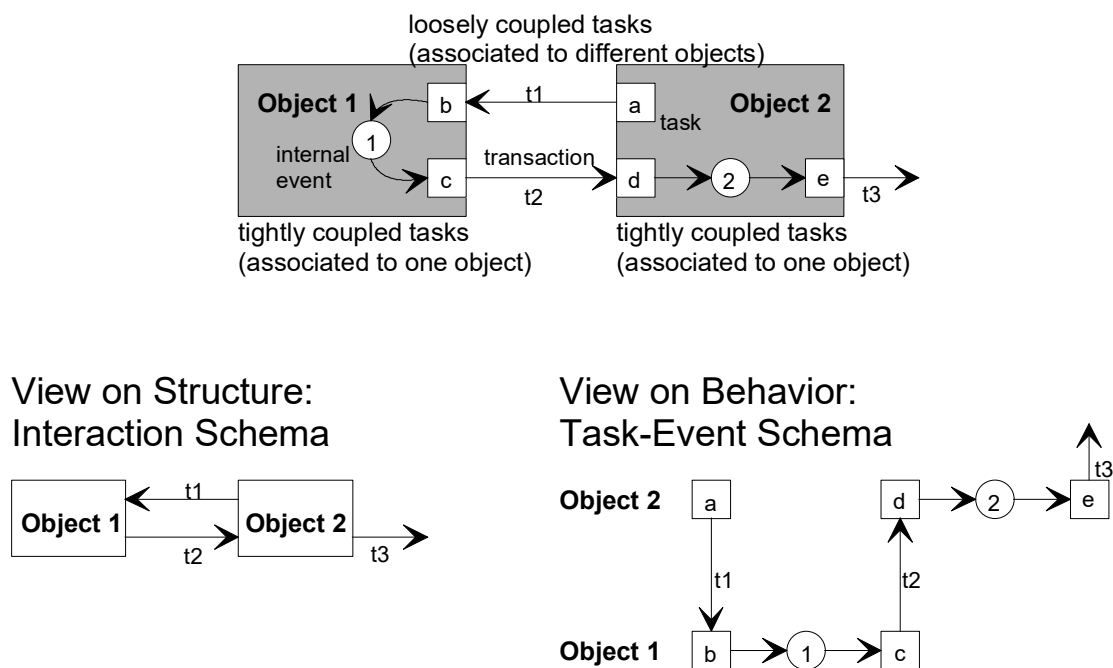 loosely coupled tasks
(associated to different objects)
Object 1
b
t1
a
Object 2
task
1
internal
event
c
transaction
t2
d
2
e
t3
tightly coupled tasks
(associated to one object)
tightly coupled tasks
(associated to one object)
View on Structure:
Interaction Schema
t1
Object 1
Object 2
t2
t3
View on Behavior:
Task-Event Schema
t3
Object 2
a
d
2
e
t1
t2
Object 1
b
1
c